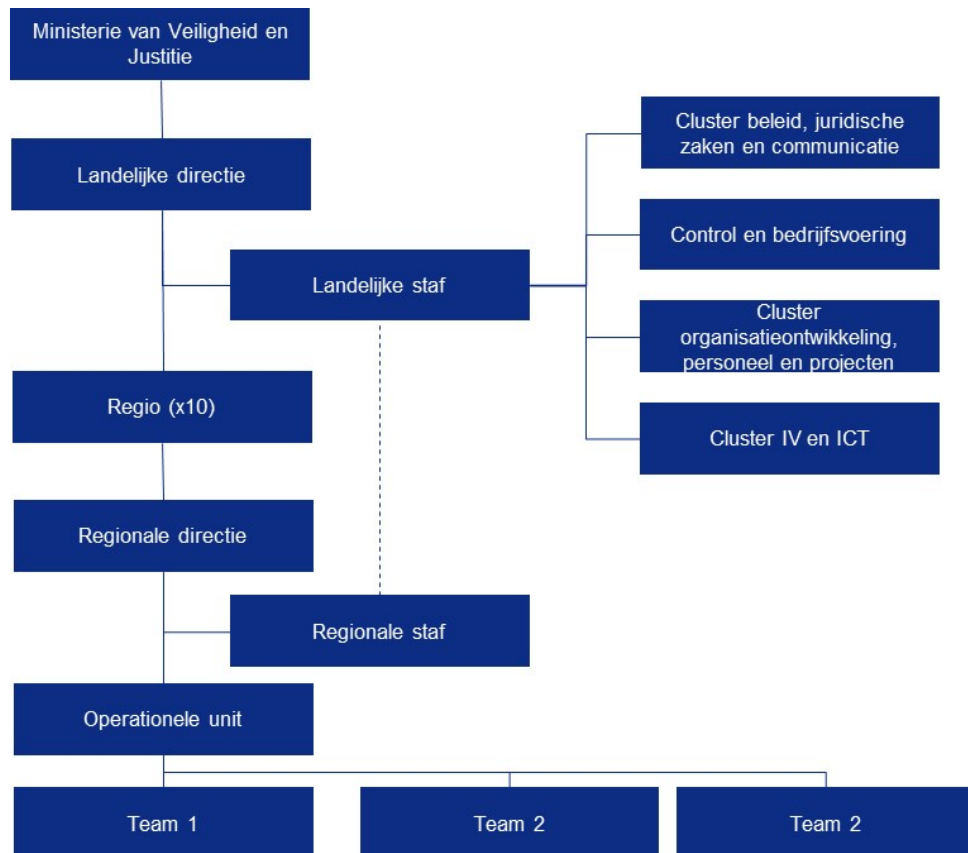 Ministerie van Veiligheid en
Justitie
Landelijke directie
Cluster beleid, juridische
zaken en communicatie
Control en bedrijfsvoering
Landelijke staf
Cluster
organisatieontwikkeling,
personeel en projecten
Regio (x10)
Cluster IV en ICT
Regionale directie
Regionale staf
Operationele unit
Team 1
Team 2
Team 2